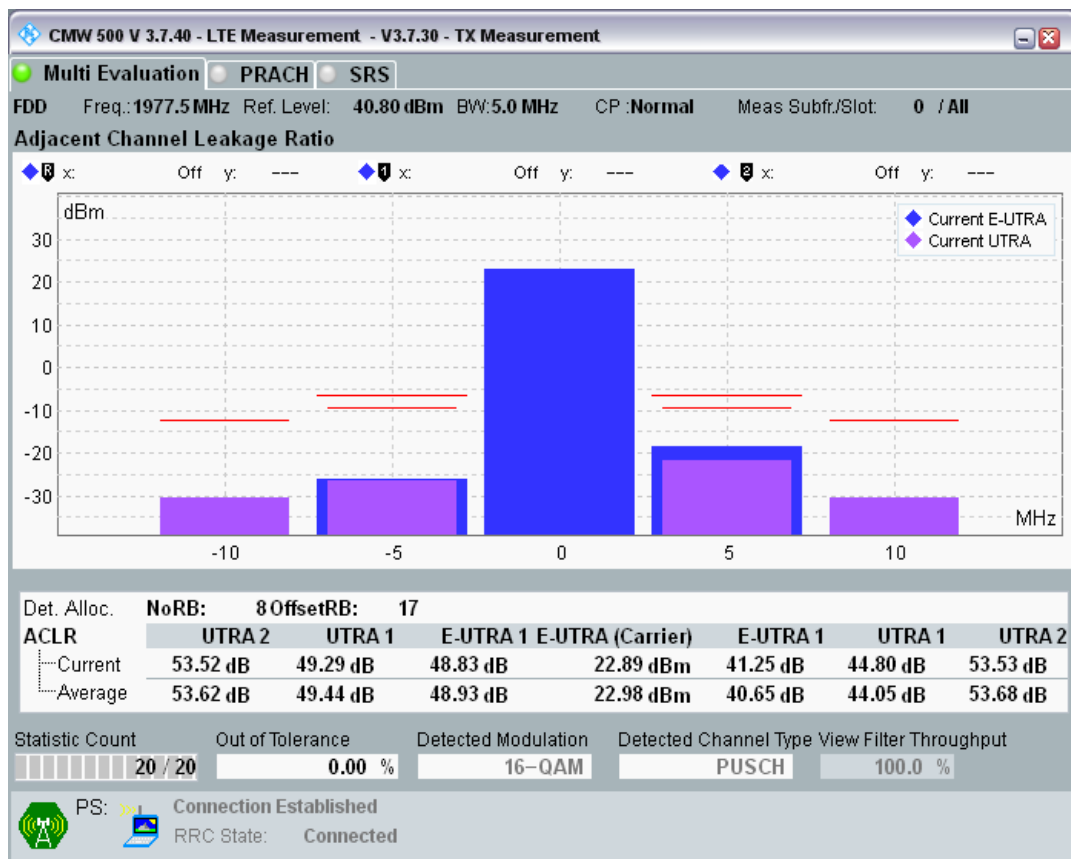 CMW 500 V 3.7.40 - LTE Measurement - V3.7.30 - TX Measurement
Multi Evaluation PRACH SRS
FDD Freq.:1977.5 MHz Ref. Level: 40.80 dBm BW:5.0 MHz CP :Normal Meas Subfr./Slot: 0 / All
Adjacent Channel Leakage Ratio
R x: Off y: --- 1 x: Off y: --- 2 x: Off y: ---
dBm
Current E-UTRA
Current UTRA
30
20
10
0
-10
-20
-30
MHz
-10 -5 0 5 10
Det. Alloc. NoRB: 8 OffsetRB: 17
ACLR UTRA 2 UTRA 1 E-UTRA 1 E-UTRA (Carrier) E-UTRA 1 UTRA 1 UTRA 2
Current 53.52 dB 49.29 dB 48.83 dB 22.89 dBm 41.25 dB 44.80 dB 53.53 dB
Average 53.62 dB 49.44 dB 48.93 dB 22.98 dBm 40.65 dB 44.05 dB 53.68 dB
Statistic Count Out of Tolerance Detected Modulation Detected Channel Type View Filter Throughput
20 / 20 0.00 % 16-QAM PUSCH 100.0 %
PS: Connection Established
RRC State: Connected